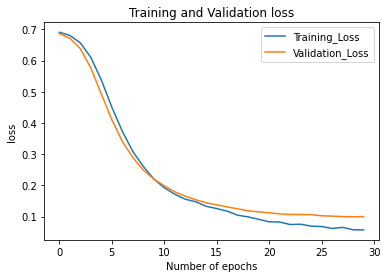 Training and Validation loss
Training_Loss
Validation_Loss
loss
0.7
0.6
0.5
0.4
0.3
0.2
0.1
0
5
10
15
20
25
30
Number of epochs